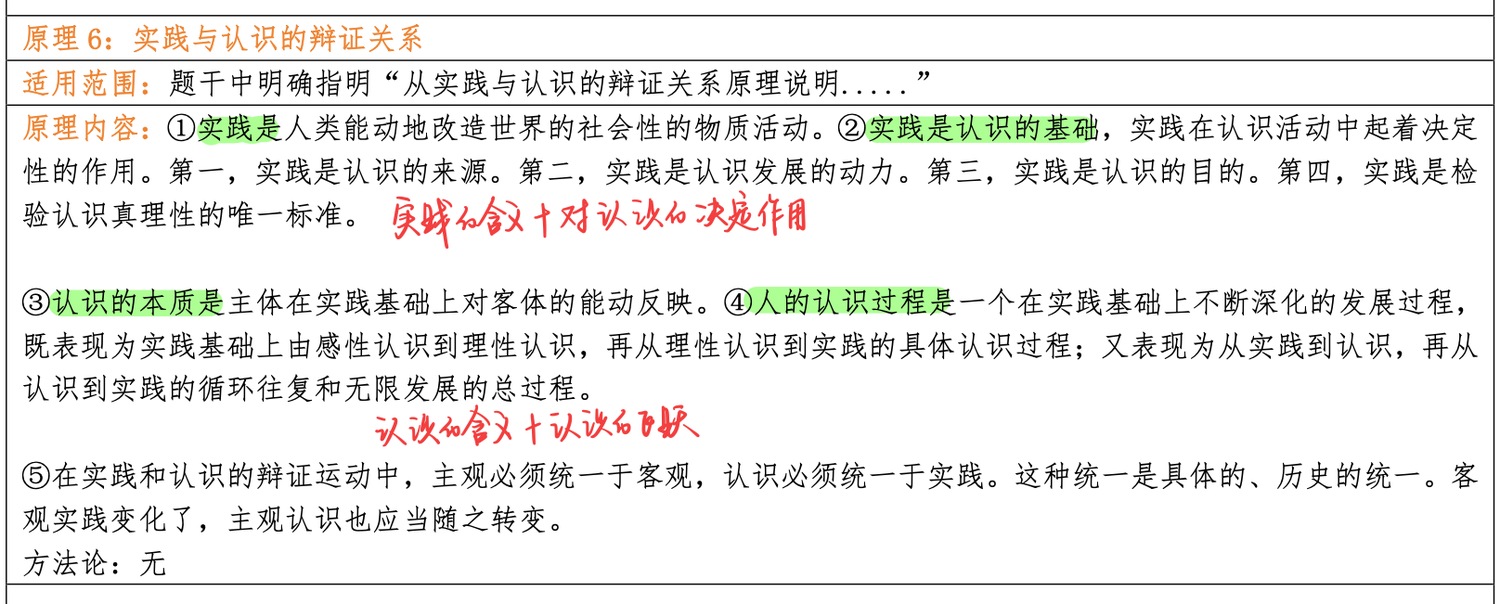 原理 6：实践与认识的辩证关系
适用范围：题干中明确指明“从实践与认识的辩证关系原理说明.....”
原理内容：①实践是人类能动地改造世界的社会性的物质活动。②实践是认识的基础，实践在认识活动中起着决定
性的作用。第一，实践是认识的来源。第二，实践是认识发展的动力。第三，实践是认识的目的。第四，实践是检
验认识真理性的唯一标准。 实践的含义+对认识的决定作用
③认识的本质是主体在实践基础上对客体的能动反映。④人的认识过程是一个在实践基础上不断深化的发展过程，
既表现为实践基础上由感性认识到理性认识，再从理性认识到实践的具体认识过程；又表现为从实践到认识，再从
认识到实践的循环往复和无限发展的总过程。
认识的含义+认识的
⑤在实践和认识的辩证运动中，主观必须统一于客观，认识必须统一于实践。这种统一是具体的、历史的统一。客
观实践变化了，主观认识也应当随之转变。
方法论：无